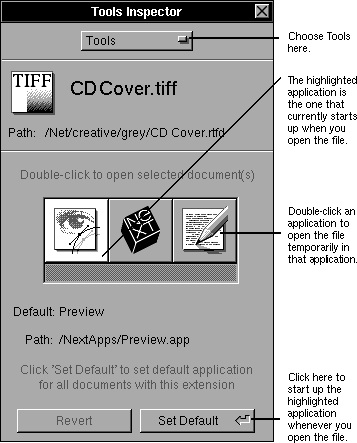 Tools Inspector
Tools
Choose Tools
here.
TIFF
CD Cover.tiff
Path: /Net/creative/grey/CD Cover.rtfd
The highlighted
application is
the one that
currently starts
up when you
open the file.
Double-click to open selected document(s)
NE
XT
Double-click an
application to
open the file
temporarily in
that application.
Default: Preview
Path: /NextApps/Preview.app
Click 'Set Default' to set default application
for all documents with this extension
Revert
Set Default
Click here to
start up the
highlighted
application
whenever you
open the file.